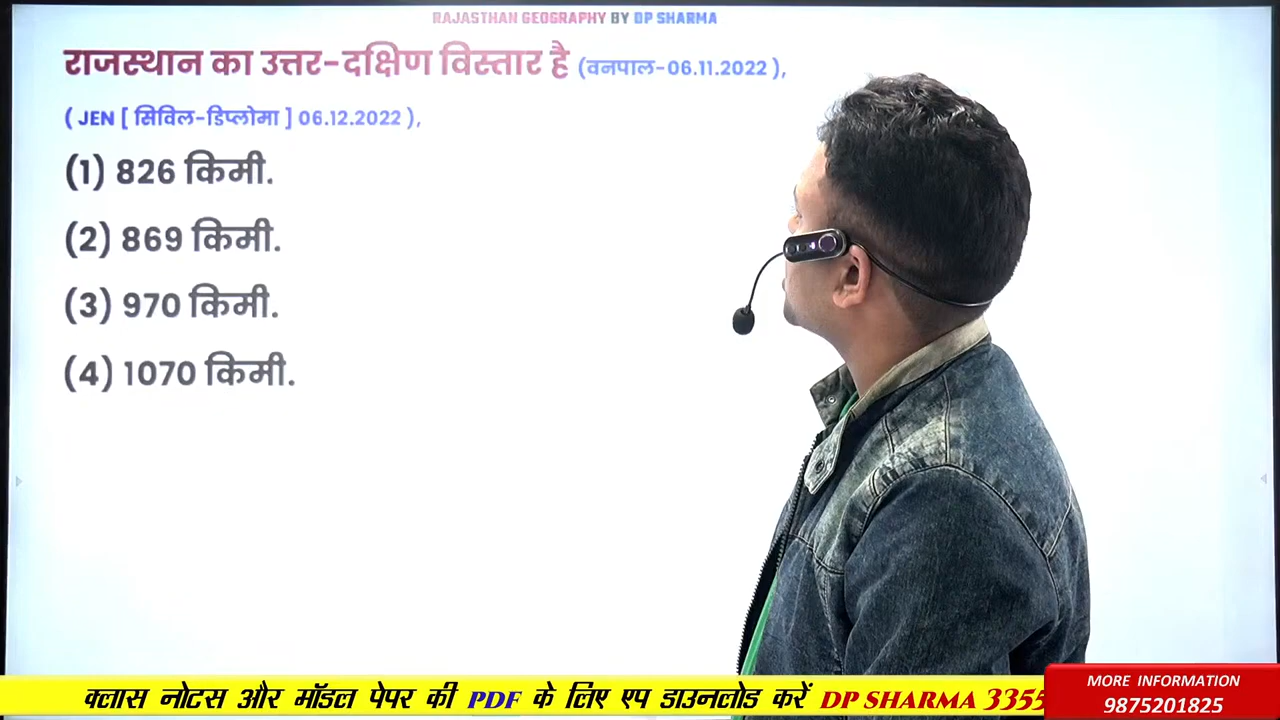 RAJASTHAN GEOGRAPHY BY DP SHARMA
राजस्थान का उत्तर-दक्षिण विस्तार है (वनपाल-06.11.2022 ),
( JEN [ सिविल-डिप्लोमा ] 06.12.2022 ),
(1) 826 किमी.
(2) 869 किमी.
(3) 970 किमी.
(4) 1070 किमी.
क्लास नोटस और मॉडल पेपर की PDF के लिए एप डाउनलोड करें DP SHARMA 3355
MORE INFORMATION
9875201825